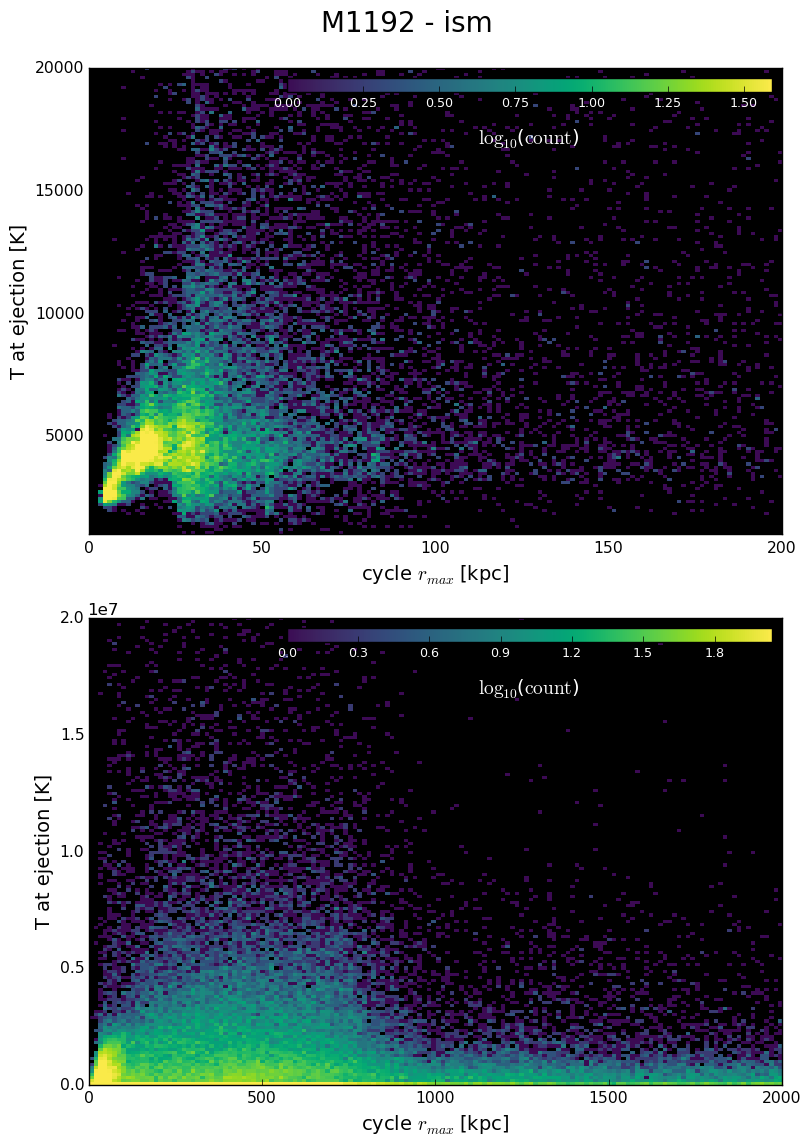 M1192 - ism
20000
15000
10000
5000
T at ejection [K]
0.00 0.25 0.50 0.75 1.00 1.25 1.50
log₁₀(count)
0 50 100 150 200
cycle r_max [kpc]
1e7
2.0
1.5
1.0
0.5
0.0
T at ejection [K]
0.0 0.3 0.6 0.9 1.2 1.5 1.8
log₁₀(count)
0 500 1000 1500 2000
cycle r_max [kpc]